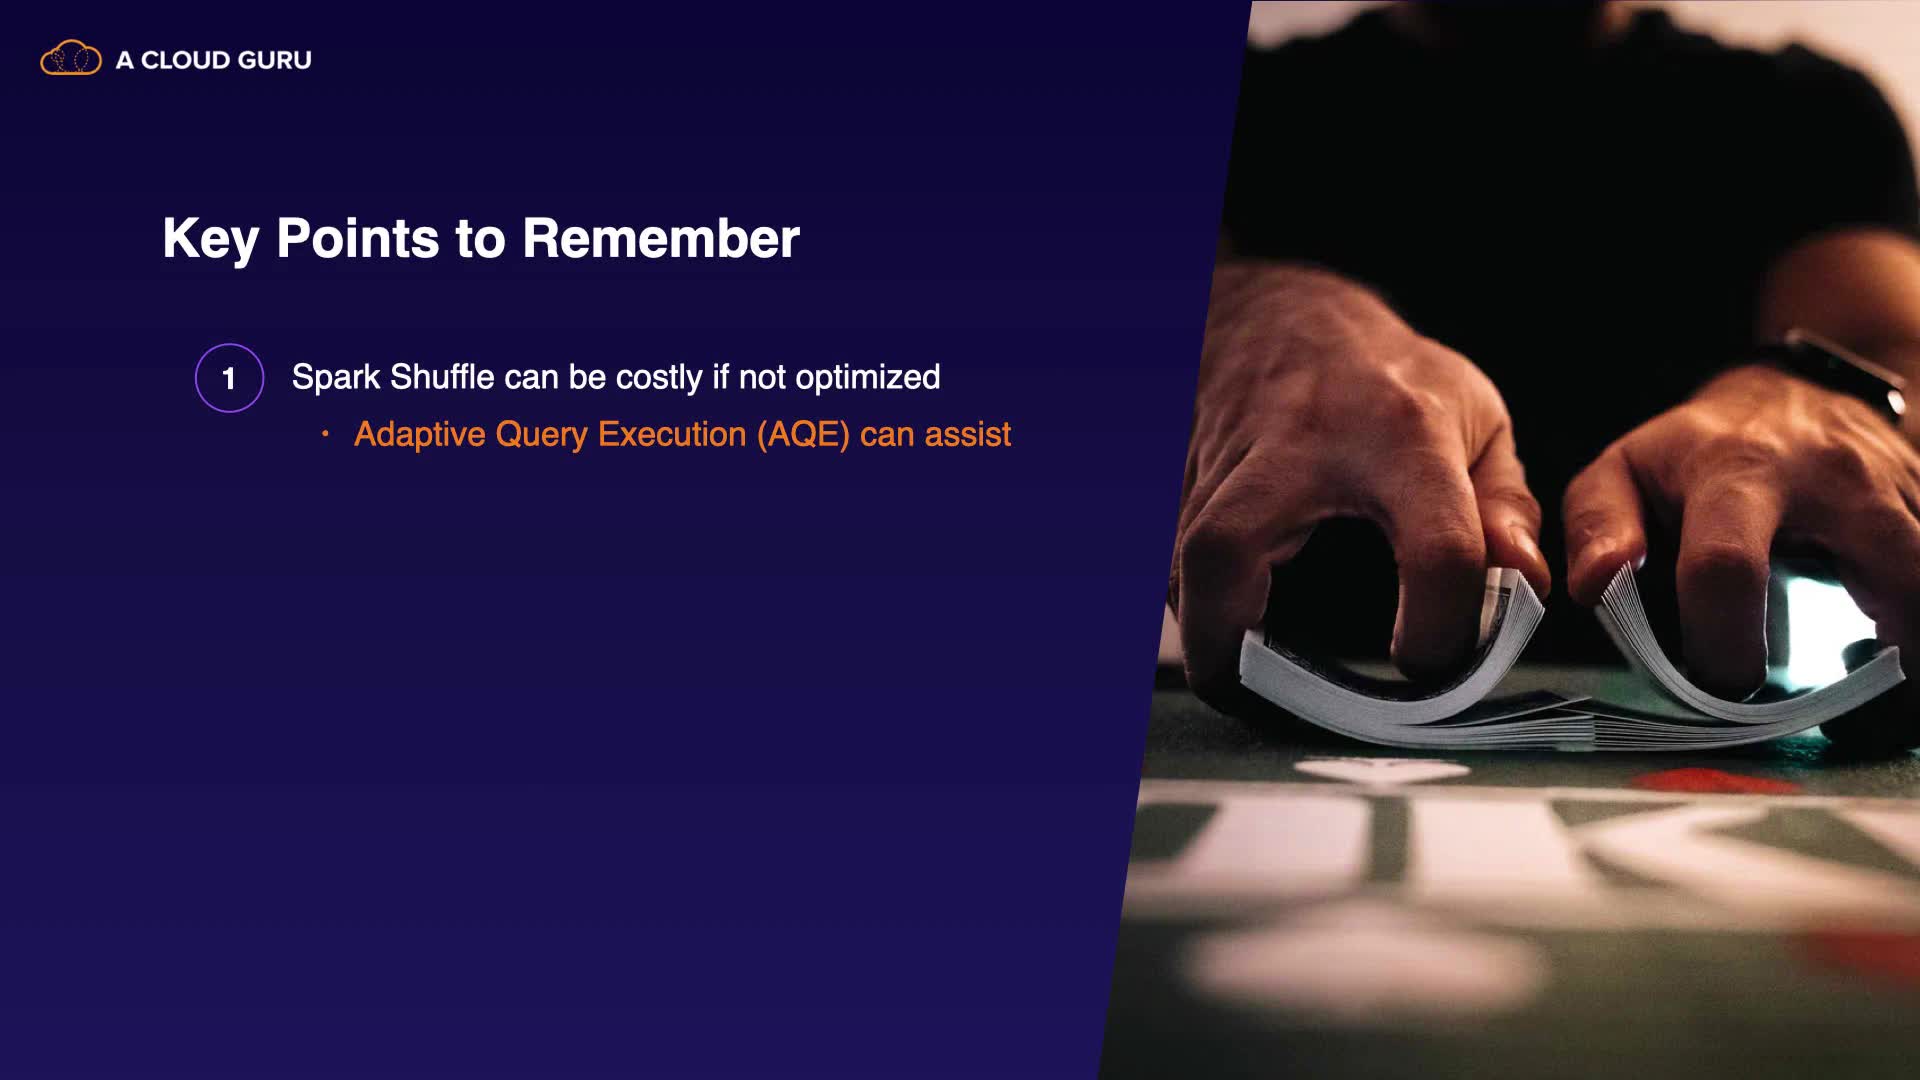 A CLOUD GURU
Key Points to Remember
1 Spark Shuffle can be costly if not optimized
· Adaptive Query Execution (AQE) can assist